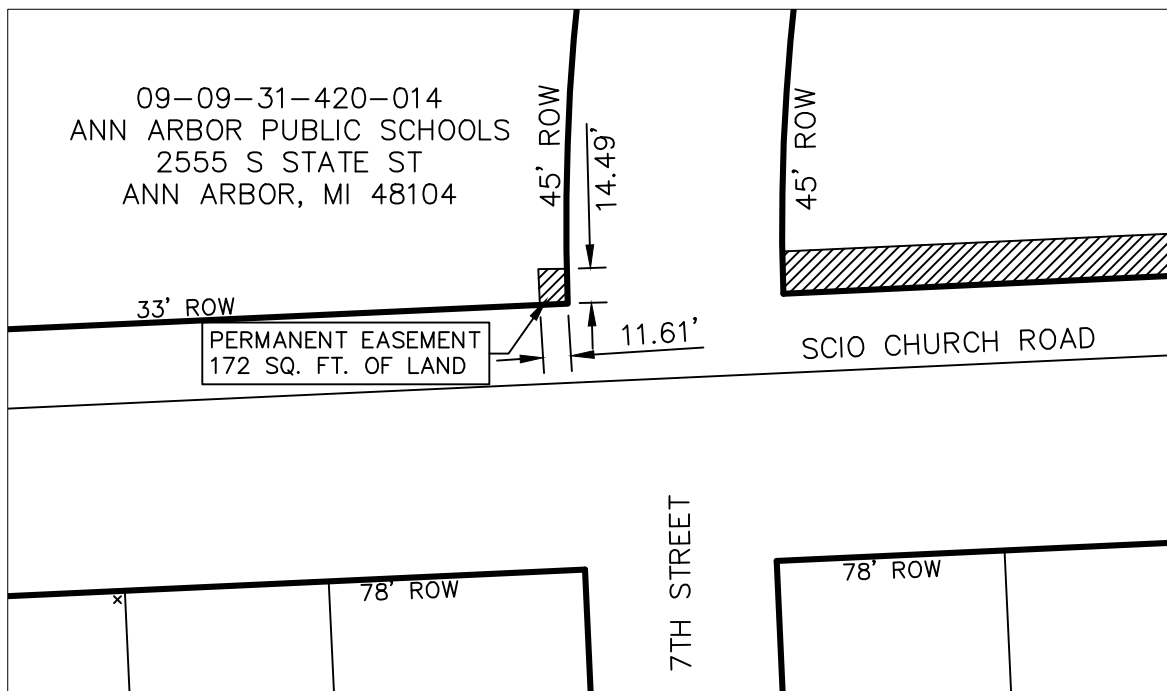 09-09-31-420-014
ANN ARBOR PUBLIC SCHOOLS
2555 S STATE ST
ANN ARBOR, MI 48104
45' ROW
14.49'
45' ROW
33' ROW
PERMANENT EASEMENT
172 SQ. FT. OF LAND
11.61'
SCIO CHURCH ROAD
7TH STREET
78' ROW
78' ROW
x